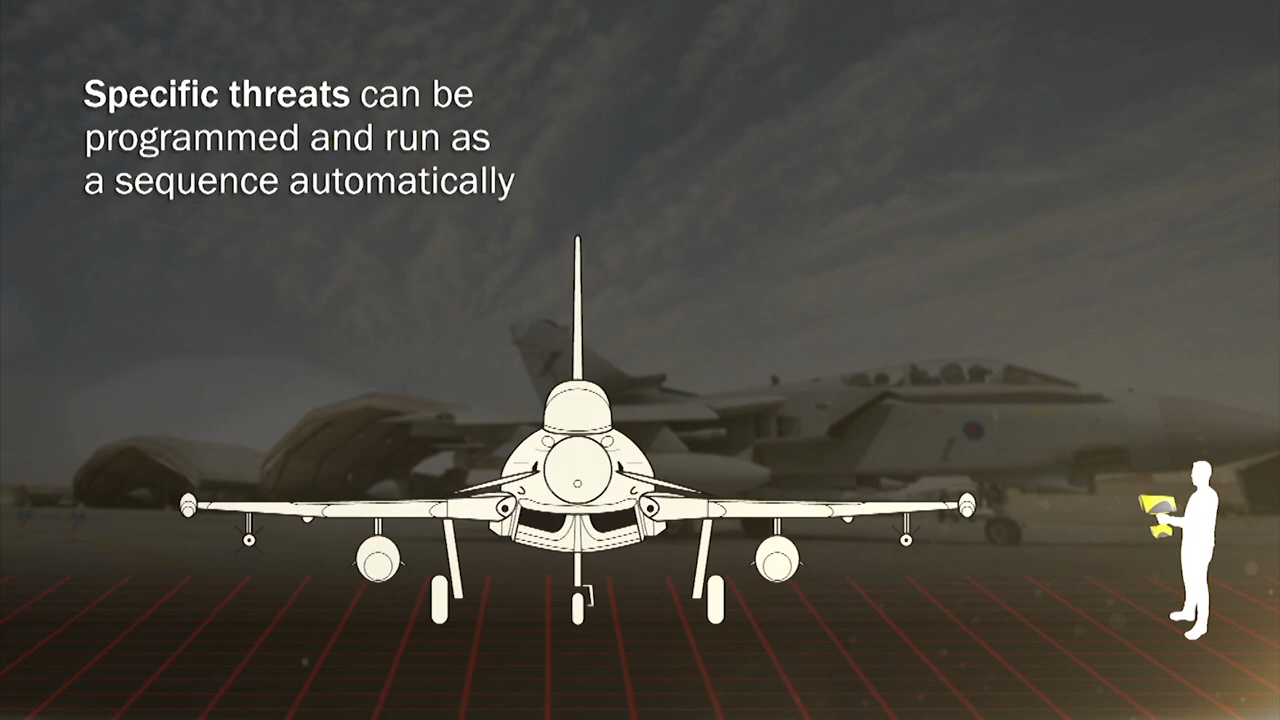 Specific threats can be
programmed and run as
a sequence automatically